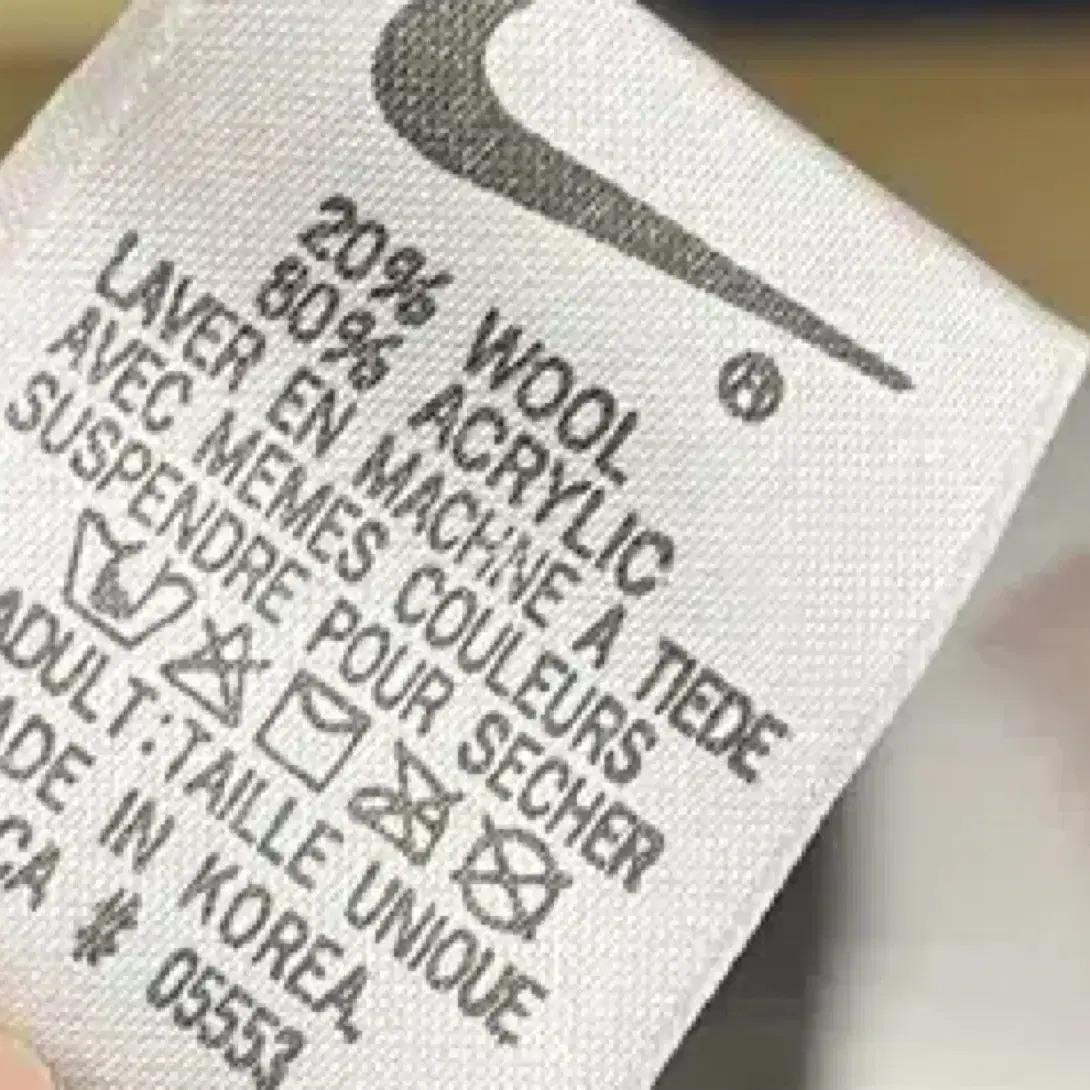 ®
20% WOOL
80% ACRYLIC
LAVER EN MACHINE A TIEDE
AVEC MEMES COULEURS
SUSPENDRE POUR SECHER
ADULT:TAILLE UNIQUE
ADE IN KOREA.
CA # 05553